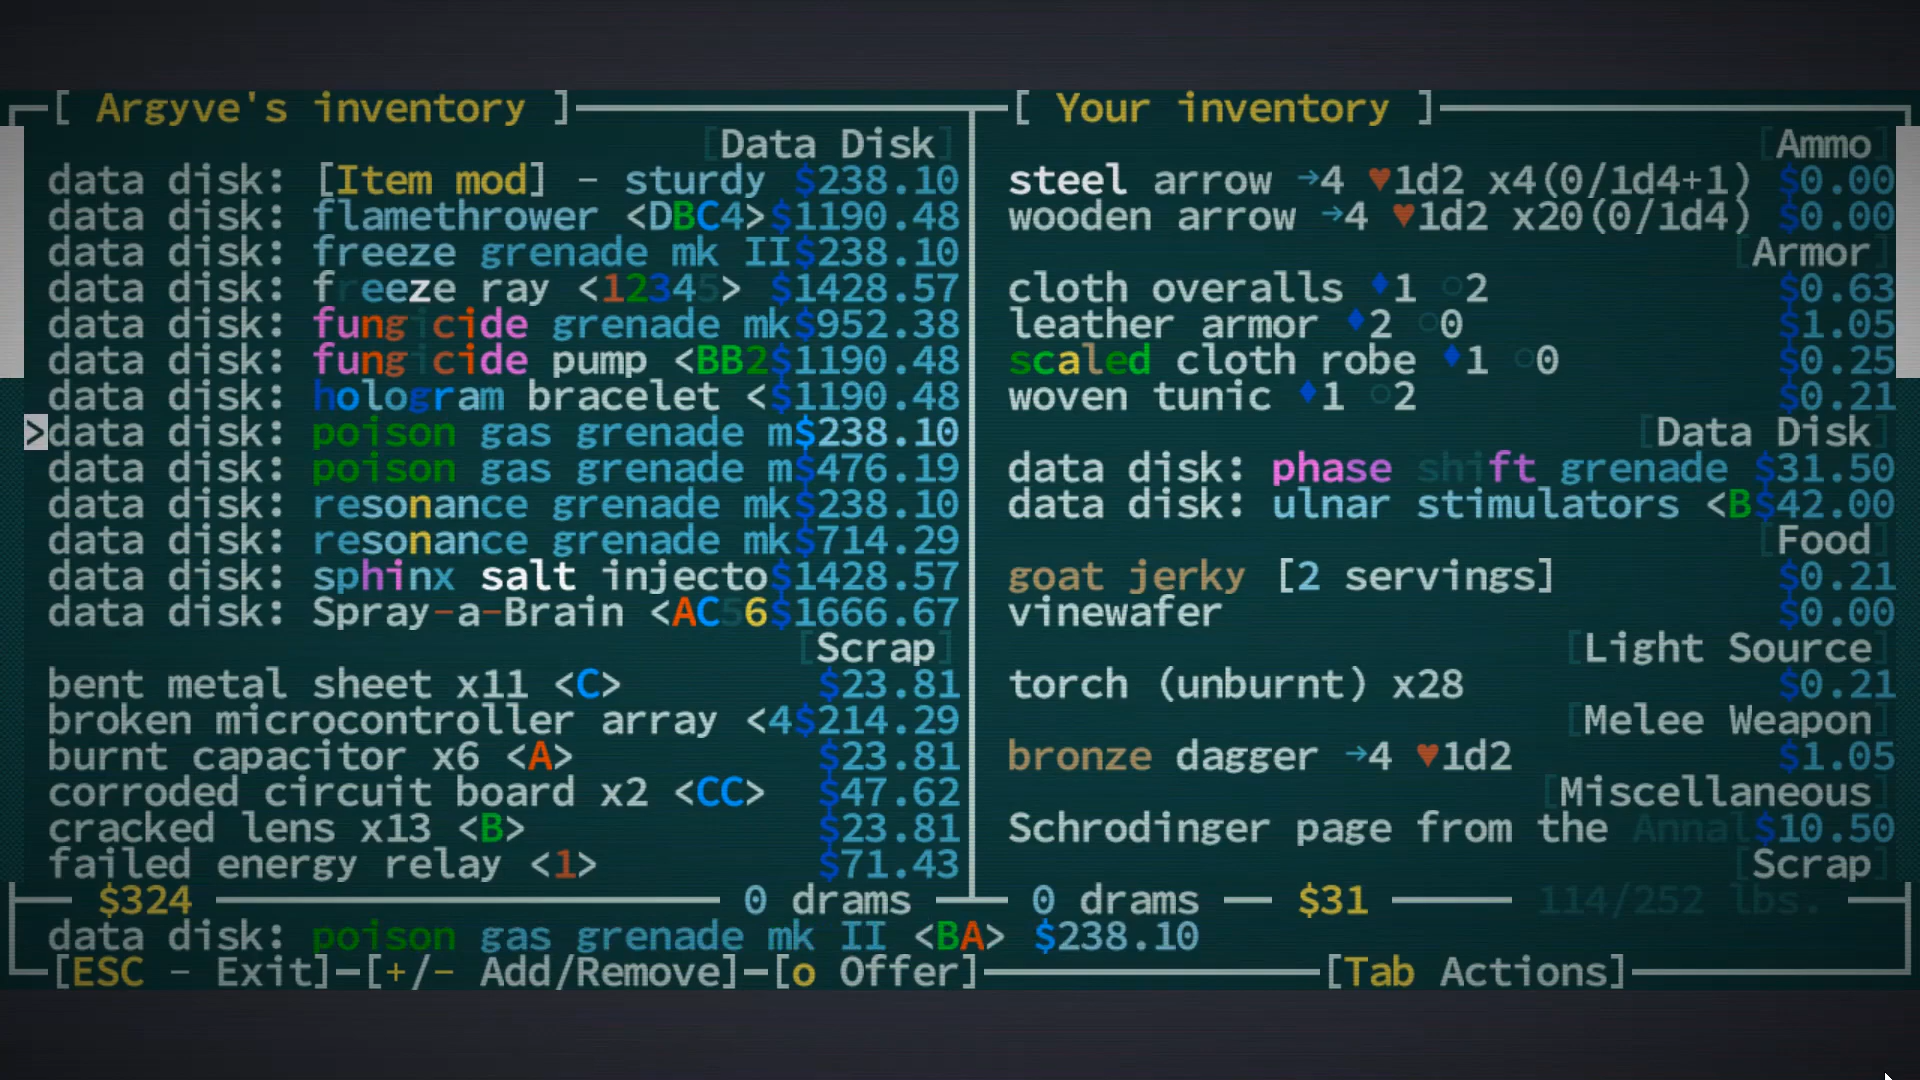 [ Argyve's inventory ]
[Data Disk]
data disk: [Item mod] - sturdy $238.10
data disk: flamethrower <DBC4>$1190.48
data disk: freeze grenade mk II$238.10
data disk: freeze ray <12345> $1428.57
data disk: fungicide grenade mk$952.38
data disk: fungicide pump <BB2$1190.48
data disk: hologram bracelet <$1190.48
>data disk: poison gas grenade m$238.10
data disk: poison gas grenade m$476.19
data disk: resonance grenade mk$238.10
data disk: resonance grenade mk$714.29
data disk: sphinx salt injecto$1428.57
data disk: Spray-a-Brain <AC56$1666.67
[Scrap]
bent metal sheet x11 <C> $23.81
broken microcontroller array <4$214.29
burnt capacitor x6 <A> $23.81
corroded circuit board x2 <CC> $47.62
cracked lens x13 <B> $23.81
failed energy relay <1> $71.43
$324 0 drams
[ Your inventory ]
[Ammo]
steel arrow →4 ♥1d2 x4(0/1d4+1) $0.00
wooden arrow →4 ♥1d2 x20(0/1d4) $0.00
[Armor]
cloth overalls ♦1 ○2 $0.63
leather armor ♦2 ○0 $1.05
scaled cloth robe ♦1 ○0 $0.25
woven tunic ♦1 ○2 $0.21
[Data Disk]
data disk: phase shift grenade $31.50
data disk: ulnar stimulators <B$42.00
[Food]
goat jerky [2 servings] $0.21
vinewafer $0.00
[Light Source]
torch (unburnt) x28 $0.21
[Melee Weapon]
bronze dagger →4 ♥1d2 $1.05
[Miscellaneous]
Schrodinger page from the Annal$10.50
[Scrap]
0 drams $31 114/252 lbs.
data disk: poison gas grenade mk II <BA> $238.10
[ESC - Exit] [+/- Add/Remove] [o Offer] [Tab Actions]